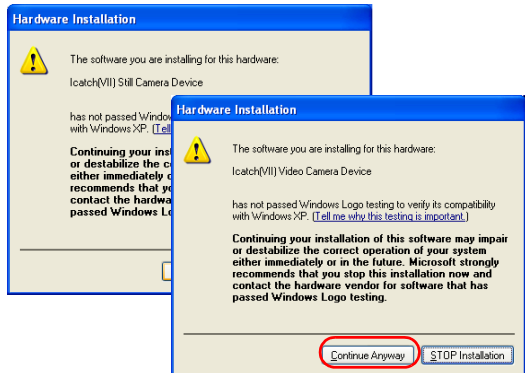 Hardware Installation
The software you are installing for this hardware:
Icatch(VII) Still Camera Device
has not passed
with Windows XP. (Tell
Continuing your
or destabilize the
either immediately
recommends that
contact the
passed Windows
Hardware Installation
The software you are installing for this hardware:
Icatch(VII) Video Camera Device
has not passed Windows Logo testing to verify its compatibility
with Windows XP. (Tell me why this testing is important.)
Continuing your installation of this software may impair
or destabilize the correct operation of your system
either immediately or in the future. Microsoft strongly
recommends that you stop this installation now and
contact the hardware vendor for software that has
passed Windows Logo testing.
Continue Anyway STOP Installation